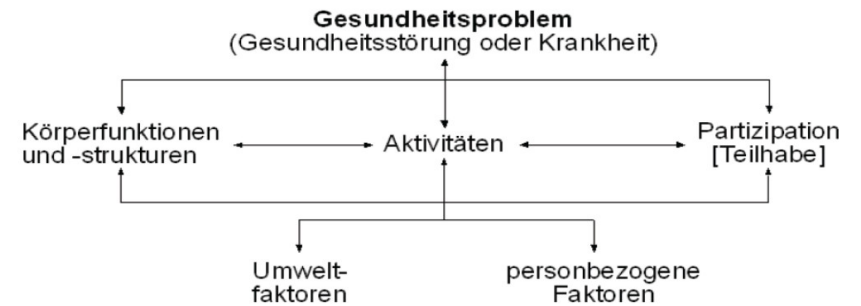 Gesundheitsproblem
(Gesundheitsstörung oder Krankheit)
Körperfunktionen
und -strukturen
Aktivitäten
Partizipation
[Teilhabe]
Umwelt-
faktoren
personbezogene
Faktoren